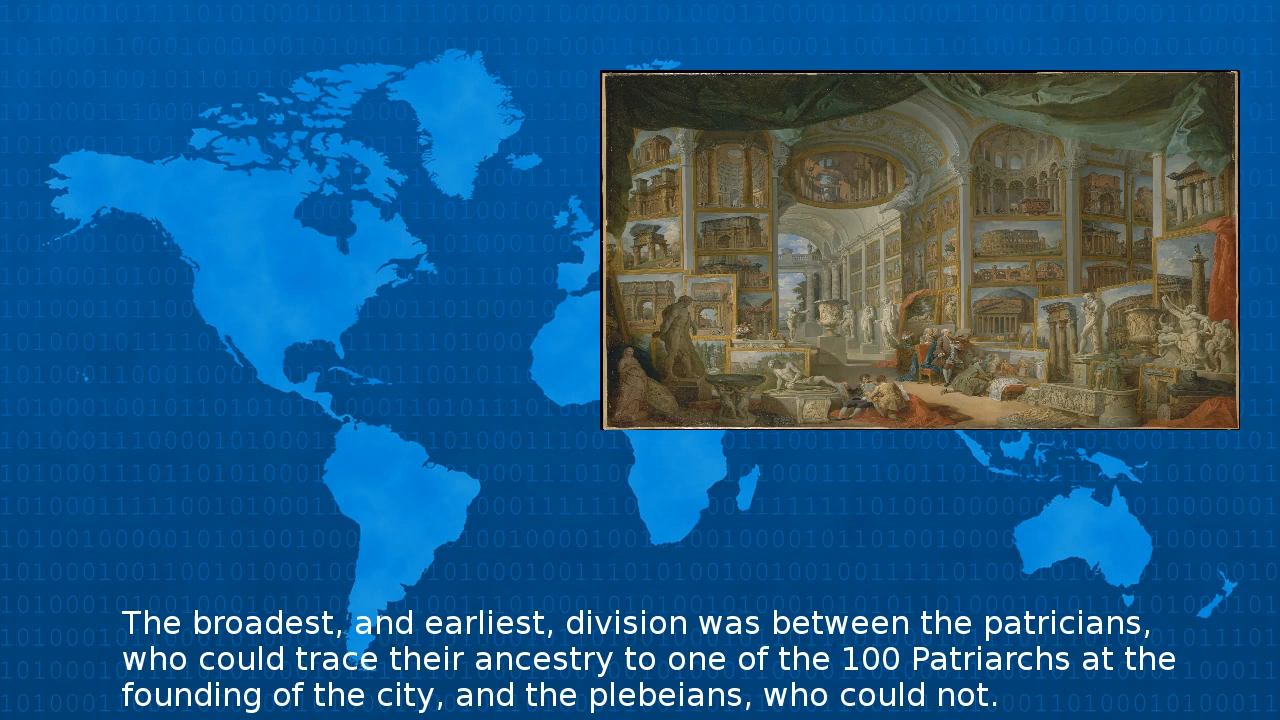 The broadest, and earliest, division was between the patricians,
who could trace their ancestry to one of the 100 Patriarchs at the
founding of the city, and the plebeians, who could not.